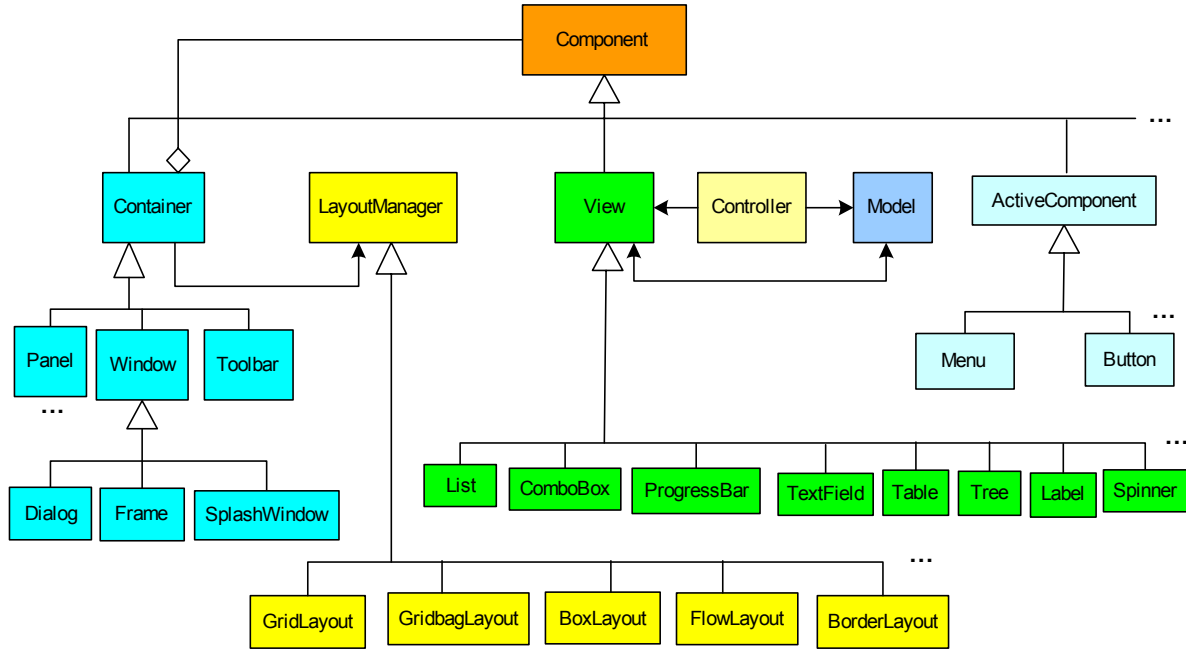 Component
...
Container
LayoutManager
View
Controller
Model
ActiveComponent
...
Panel
Window
Toolbar
Menu
Button
...
...
List
ComboBox
ProgressBar
TextField
Table
Tree
Label
Spinner
Dialog
Frame
SplashWindow
...
GridLayout
GridbagLayout
BoxLayout
FlowLayout
BorderLayout